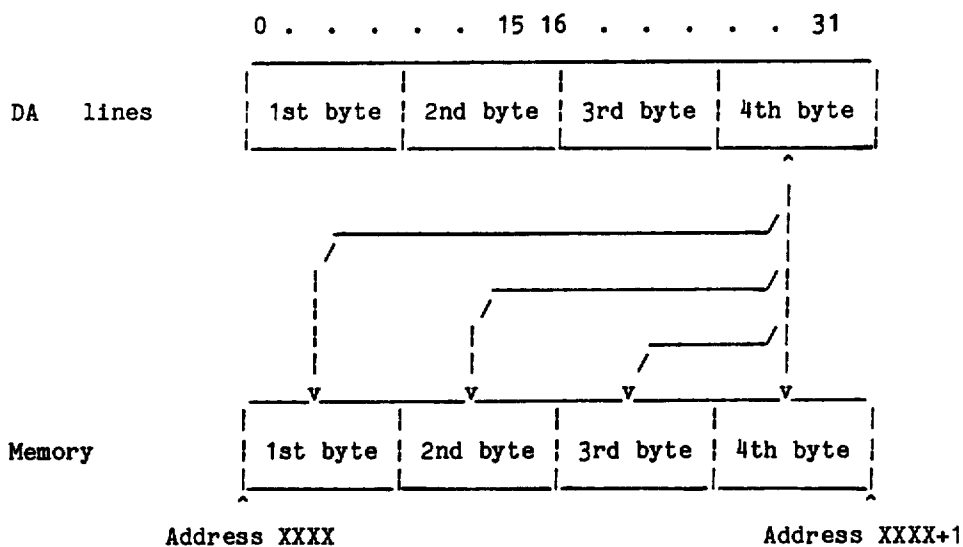 0 . . . . . 15 16 . . . . . 31
DA lines 1st byte 2nd byte 3rd byte 4th byte
Memory 1st byte 2nd byte 3rd byte 4th byte
Address XXXX Address XXXX+1